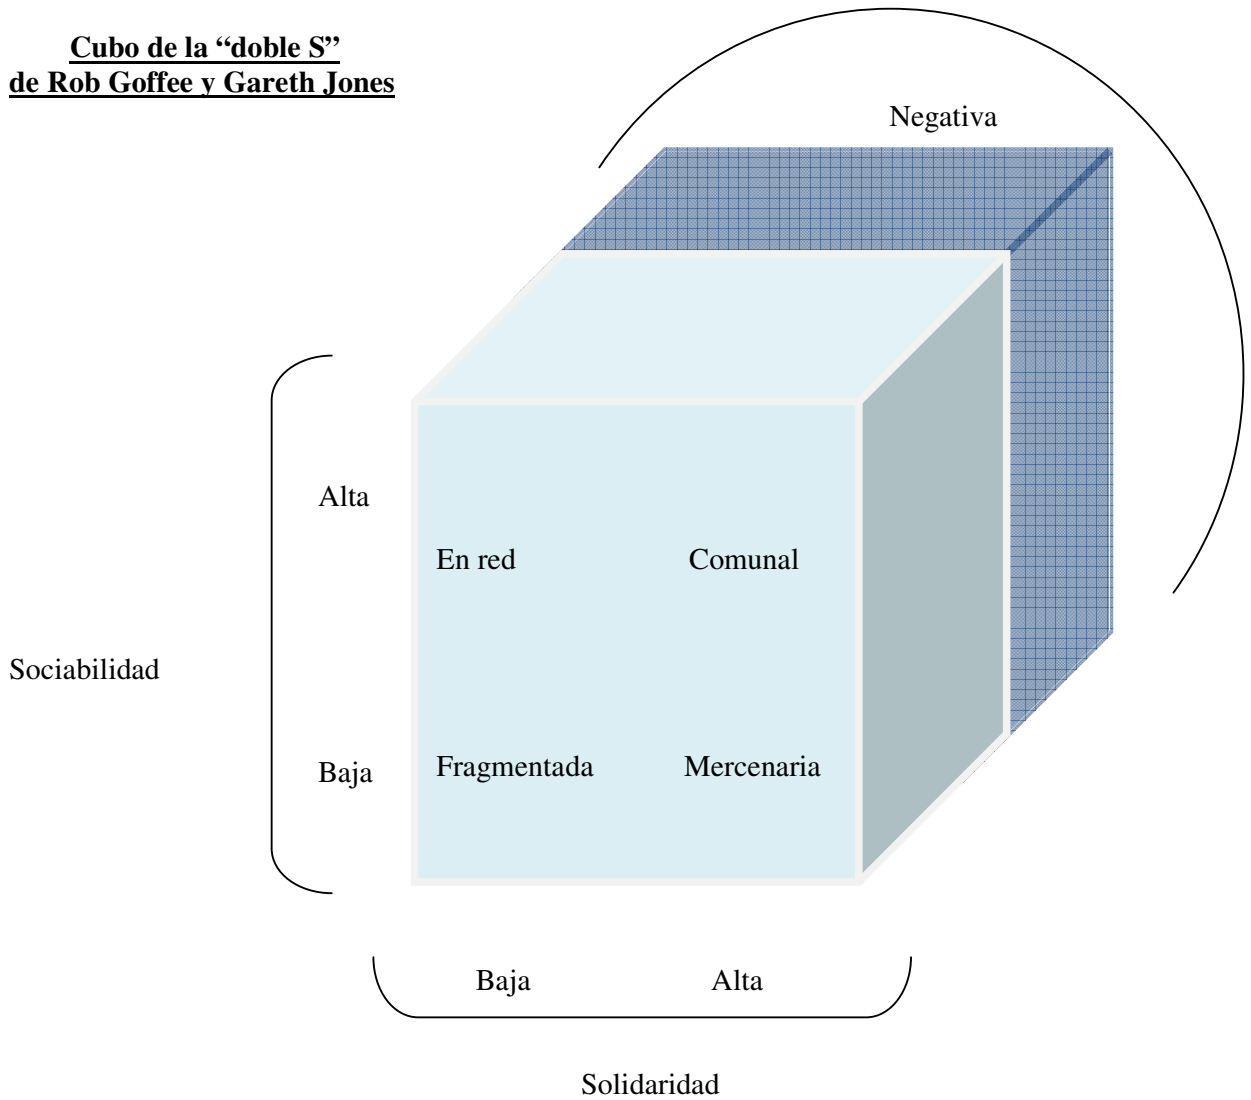 Cubo de la “doble S”
de Rob Goffee y Gareth Jones
Negativa
Alta
En red Comunal
Sociabilidad
Baja Fragmentada Mercenaria
Baja Alta
Solidaridad